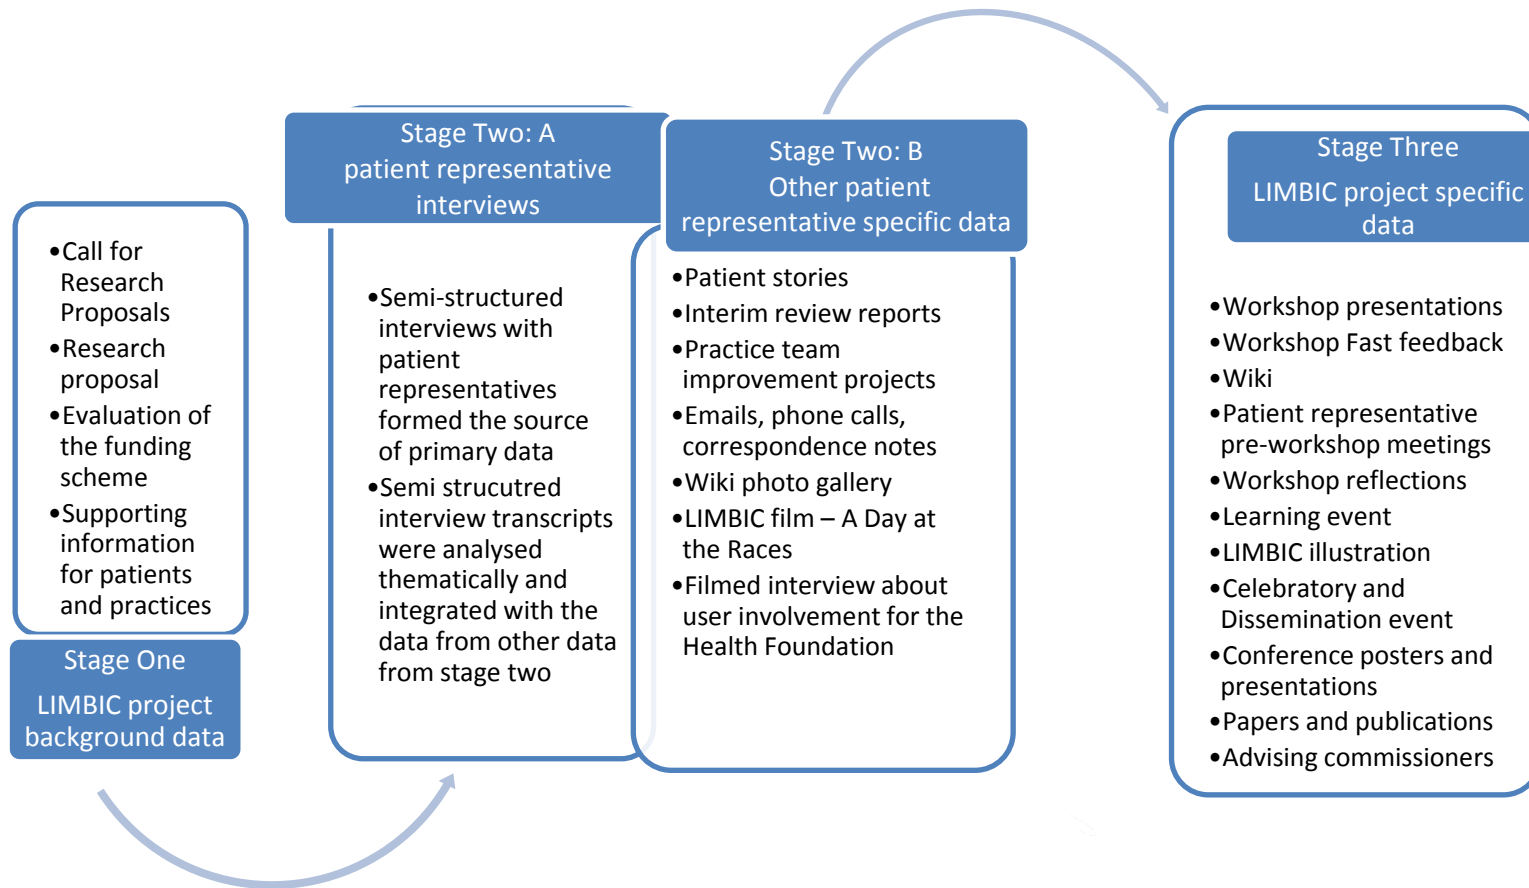 •Call for
Research
Proposals
•Research
proposal
•Evaluation of
the funding
scheme
•Supporting
information
for patients
and practices
Stage One
LIMBIC project
background data
Stage Two: A
patient representative
interviews
•Semi-structured
interviews with
patient
representatives
formed the source
of primary data
•Semi strucutred
interview transcripts
were analysed
thematically and
integrated with the
data from other data
from stage two
Stage Two: B
Other patient
representative specific data
•Patient stories
•Interim review reports
•Practice team
improvement projects
•Emails, phone calls,
correspondence notes
•Wiki photo gallery
•LIMBIC film – A Day at
the Races
•Filmed interview about
user involvement for the
Health Foundation
Stage Three
LIMBIC project specific
data
•Workshop presentations
•Workshop Fast feedback
•Wiki
•Patient representative
pre-workshop meetings
•Workshop reflections
•Learning event
•LIMBIC illustration
•Celebratory and
Dissemination event
•Conference posters and
presentations
•Papers and publications
•Advising commissioners